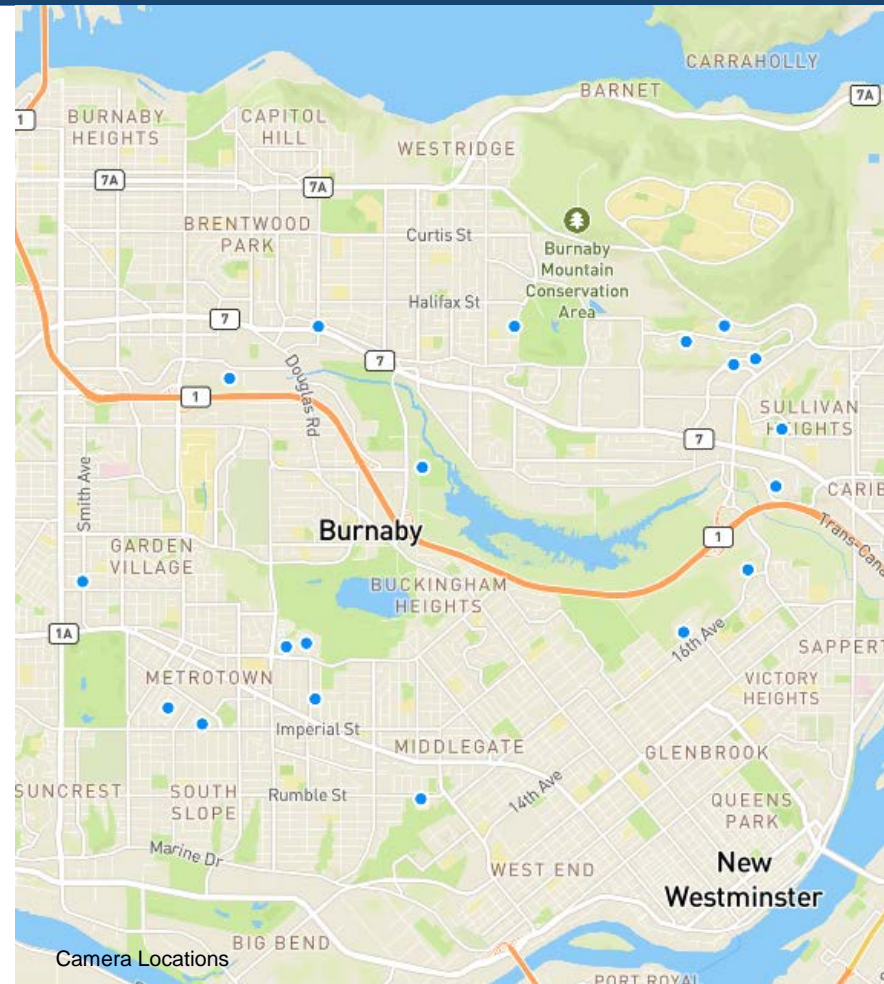 CARRAHOLLY
BARNET
7A
1
BURNABY
HEIGHTS
CAPITOL
HILL
WESTRIDGE
7A
7A
BRENTWOOD
PARK
Curtis St
Burnaby
Mountain
Conservation
Area
Halifax St
7
7
Douglas Rd
1
SULLIVAN
HEIGHTS
7
Smith Ave
CARIB
Trans-Cana
Burnaby
1
GARDEN
VILLAGE
BUCKINGHAM
HEIGHTS
1A
16th Ave
SAPPERT
METROTOWN
VICTORY
HEIGHTS
Imperial St
MIDDLEGATE
GLENBROOK
SUNCREST
SOUTH
SLOPE
Rumble St
14th Ave
QUEENS
PARK
Marine Dr
WEST END
New
Westminster
BIG BEND
Camera Locations
PORT ROYAL